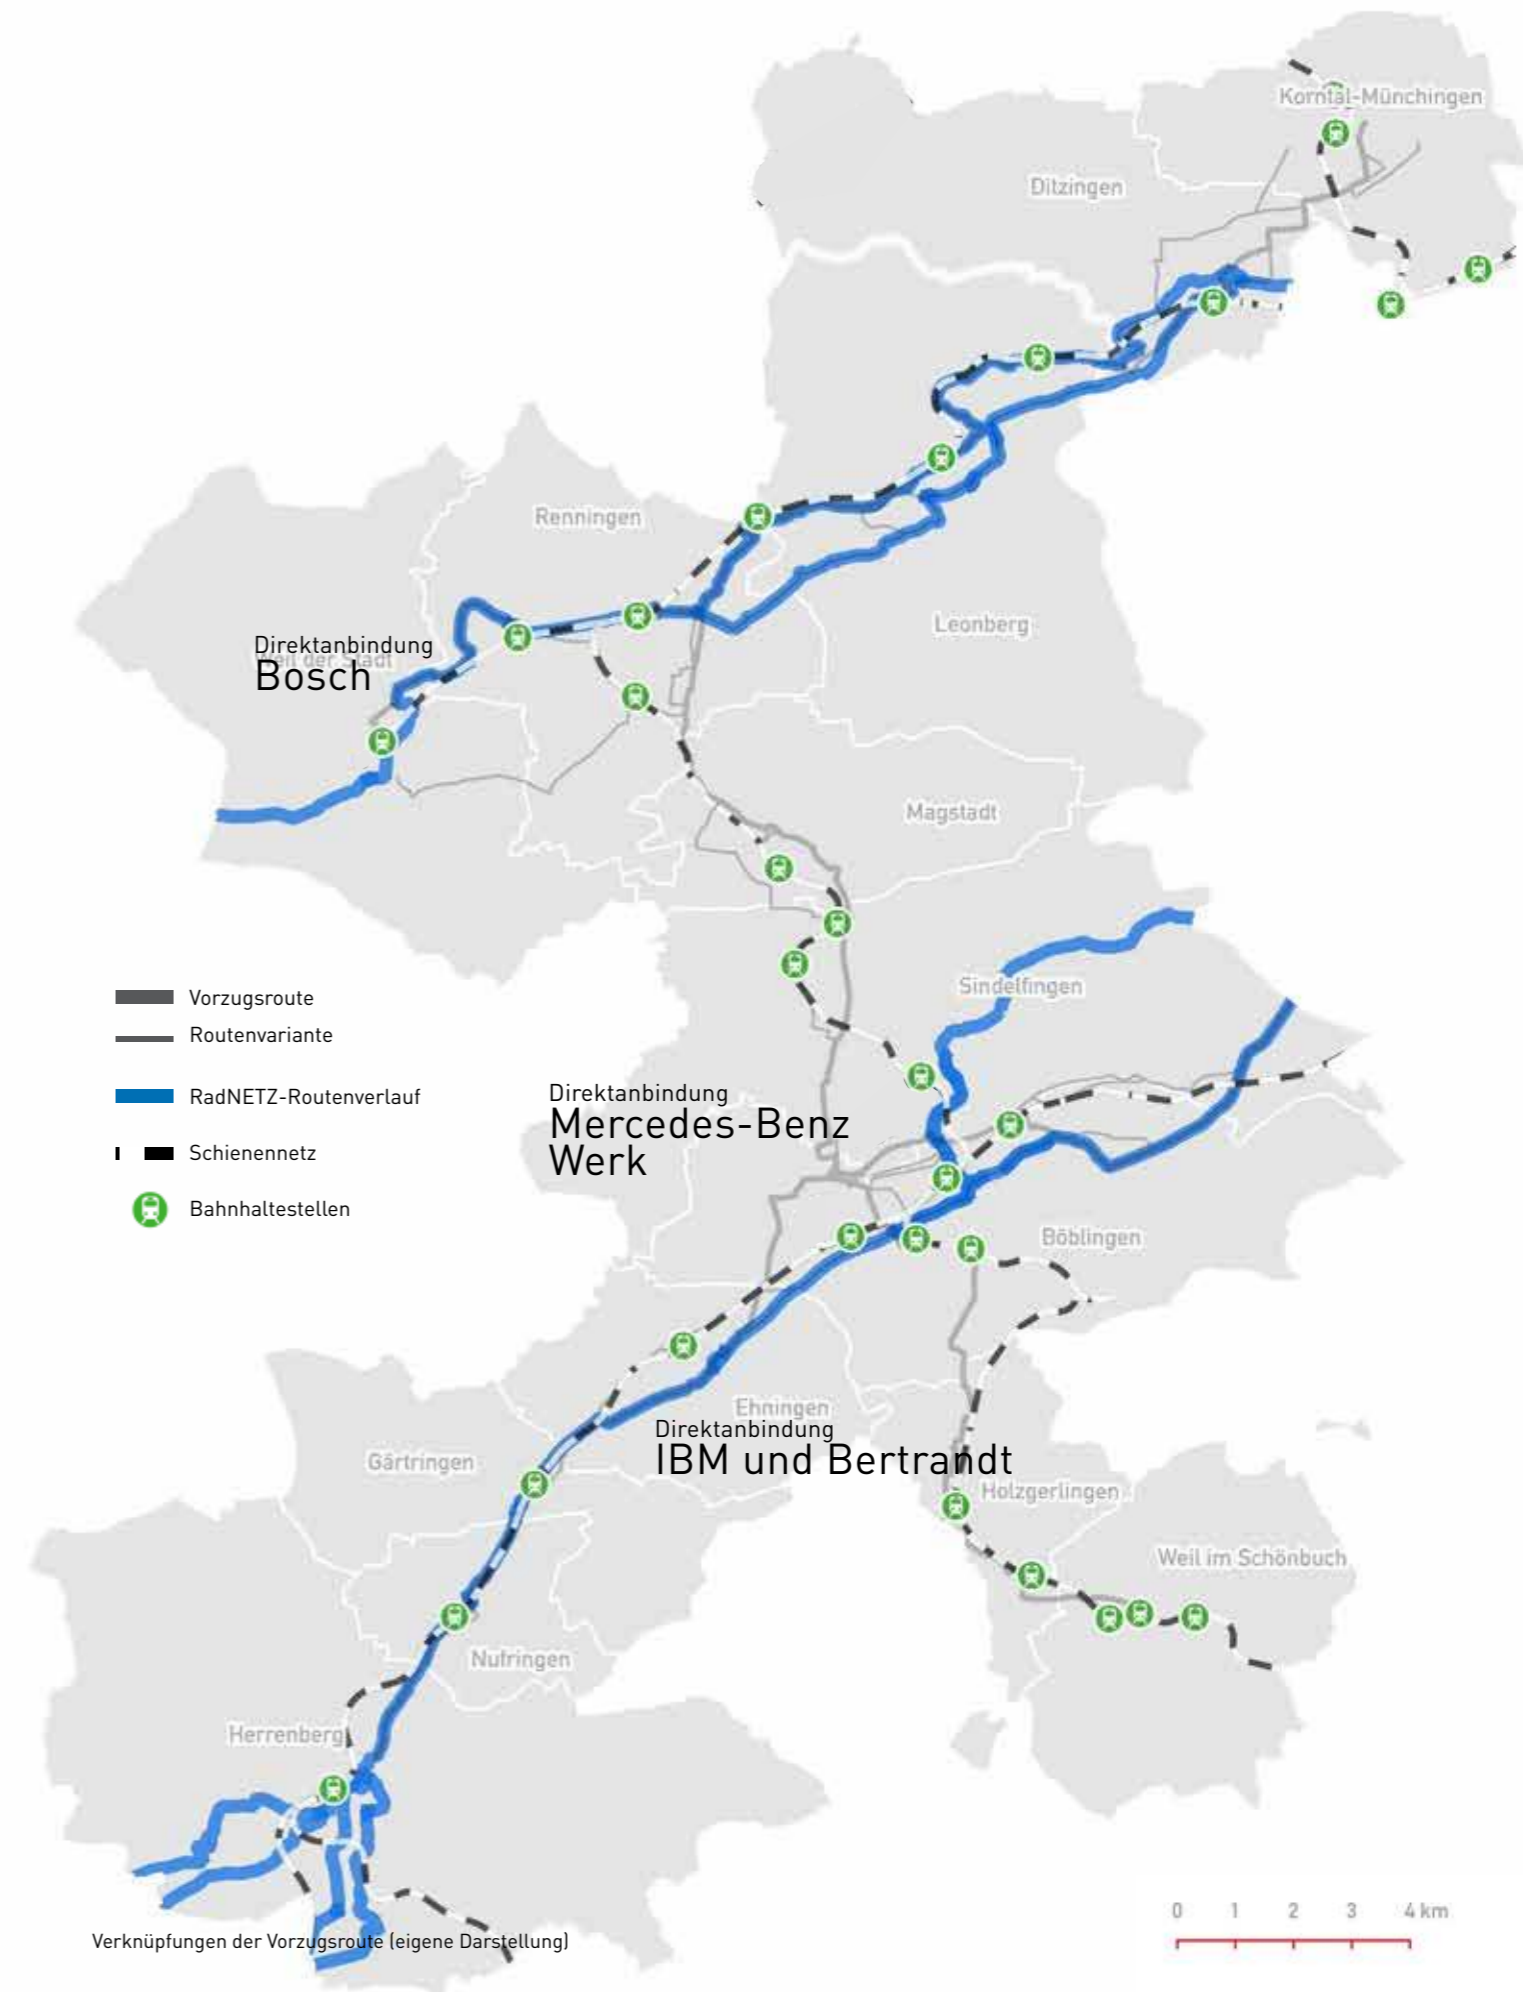 Korntal-Münchingen
Ditzingen
Renningen
Leonberg
Direktanbindung
Weil der Stadt
Bosch
Magstadt
Sindelfingen
Vorzugsroute
Routenvariante
RadNETZ-Routenverlauf
Schienennetz
Bahnhaltestellen
Direktanbindung
Mercedes-Benz
Werk
Böblingen
Ehningen
Direktanbindung
IBM und Bertrandt
Gärtringen
Holzgerlingen
Weil im Schönbuch
Nufringen
Herrenberg
0 1 2 3 4 km
Verknüpfungen der Vorzugsroute (eigene Darstellung)